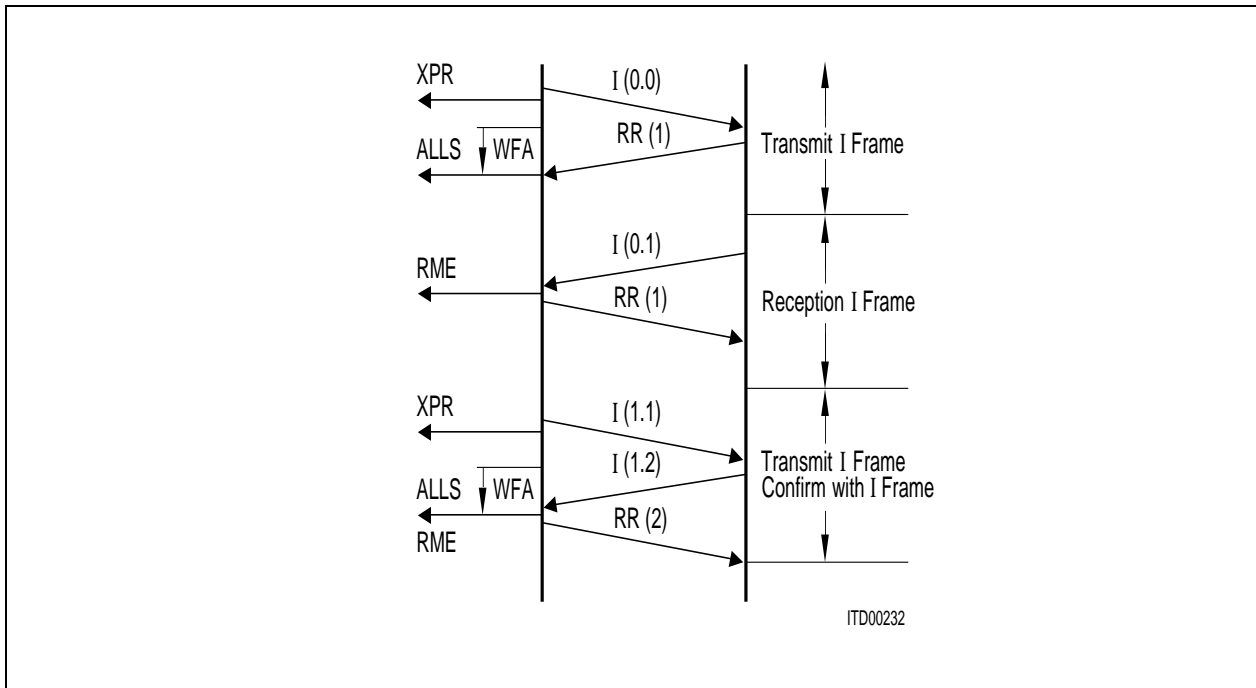 XPR
I (0.0)
RR (1)
ALLS
WFA
Transmit I Frame
I (0.1)
RME
RR (1)
Reception I Frame
XPR
I (1.1)
I (1.2)
Transmit I Frame
Confirm with I Frame
ALLS
WFA
RR (2)
RME
ITD00232